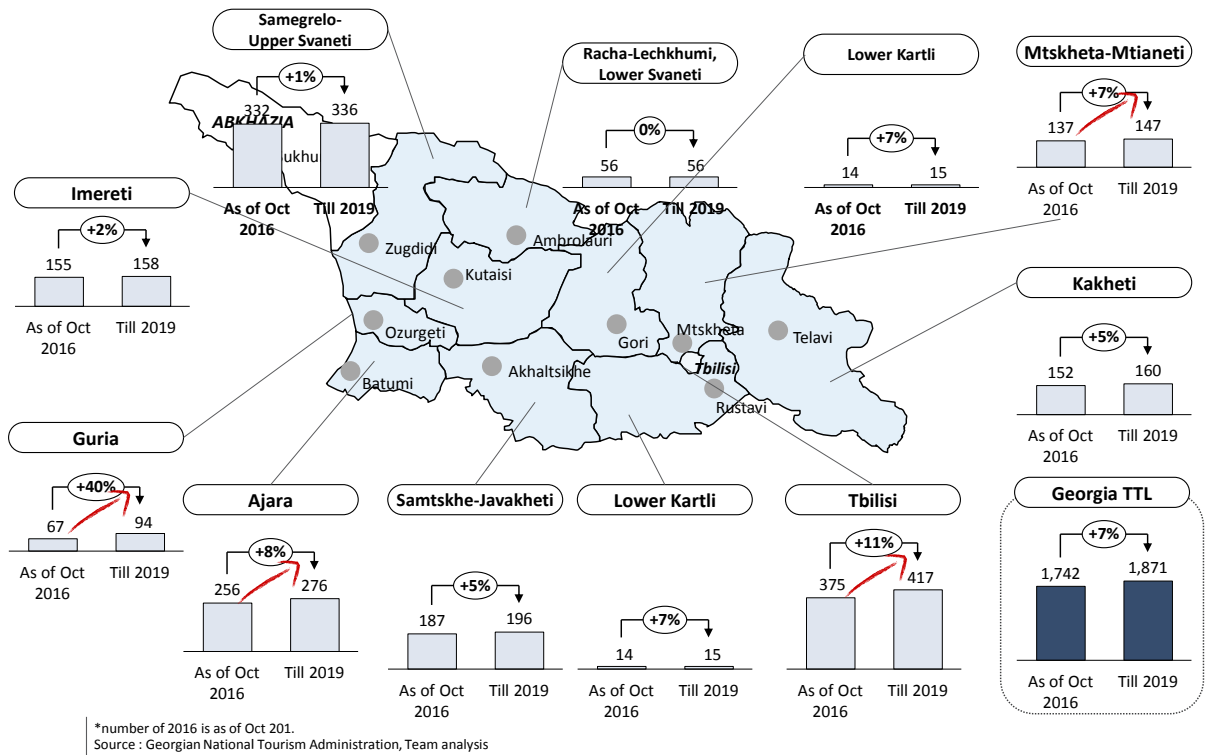 Samegrelo-
Upper Svaneti
+1%
332
336
As of Oct
2016
Till 2019
Racha-Lechkhumi,
Lower Svaneti
0%
56
56
As of Oct
2016
Till 2019
Lower Kartli
+7%
14
15
As of Oct
2016
Till 2019
Mtskheta-Mtianeti
+7%
137
147
As of Oct
2016
Till 2019
ABKHAZIA
ukhu
Imereti
+2%
155
158
As of Oct
2016
Till 2019
Zugdidi
Ambrolauri
Kutaisi
Ozurgeti
Gori
Mtskheta
Telavi
Tbilisi
Batumi
Akhaltsikhe
Rustavi
Kakheti
+5%
152
160
As of Oct
2016
Till 2019
Guria
+40%
67
94
As of Oct
2016
Till 2019
Ajara
+8%
256
276
As of Oct
2016
Till 2019
Samtskhe-Javakheti
+5%
187
196
As of Oct
2016
Till 2019
Lower Kartli
+7%
14
15
As of Oct
2016
Till 2019
Tbilisi
+11%
375
417
As of Oct
2016
Till 2019
Georgia TTL
+7%
1,742
1,871
As of Oct
2016
Till 2019
*number of 2016 is as of Oct 201.
Source : Georgian National Tourism Administration, Team analysis